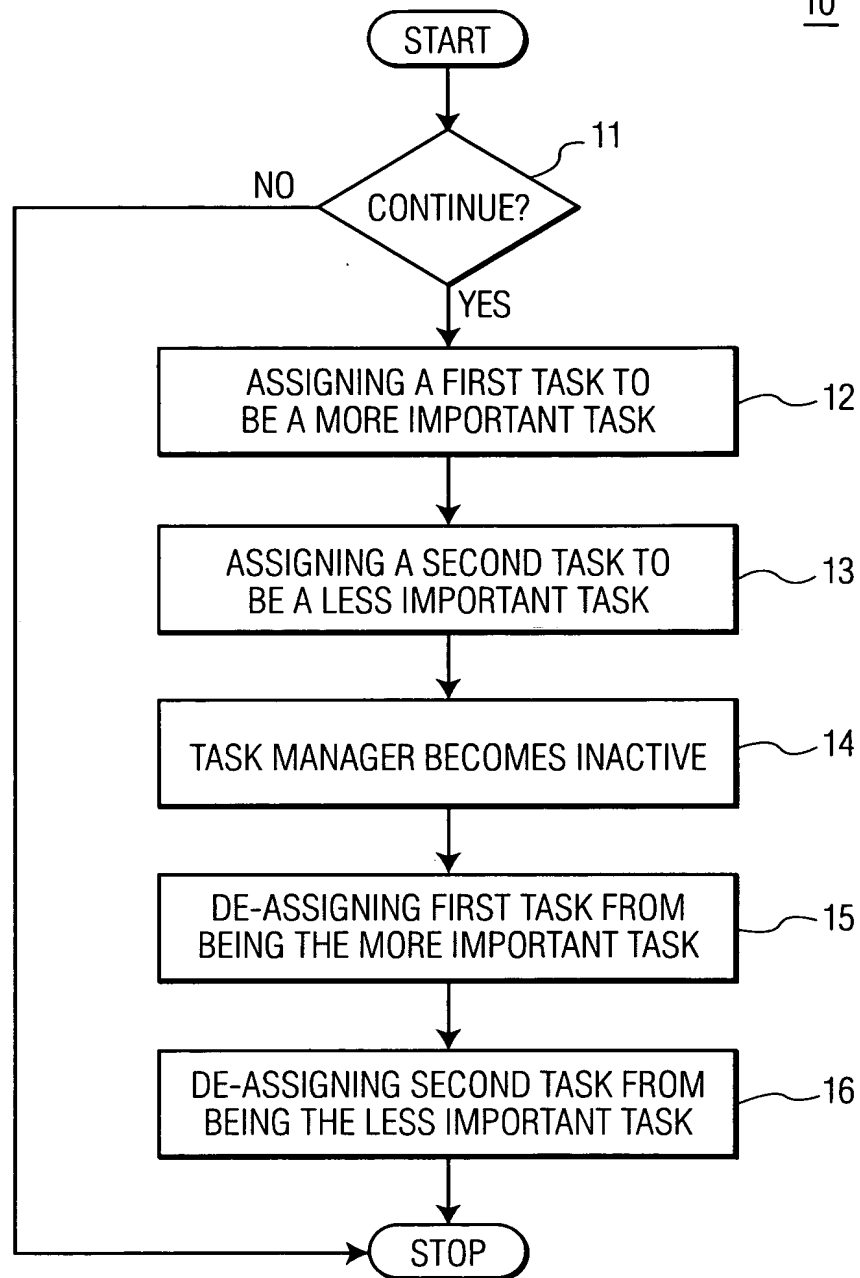 10
START
11
NO
CONTINUE?
YES
ASSIGNING A FIRST TASK TO
BE A MORE IMPORTANT TASK
12
ASSIGNING A SECOND TASK TO
BE A LESS IMPORTANT TASK
13
TASK MANAGER BECOMES INACTIVE
14
DE-ASSIGNING FIRST TASK FROM
BEING THE MORE IMPORTANT TASK
15
DE-ASSIGNING SECOND TASK FROM
BEING THE LESS IMPORTANT TASK
16
STOP